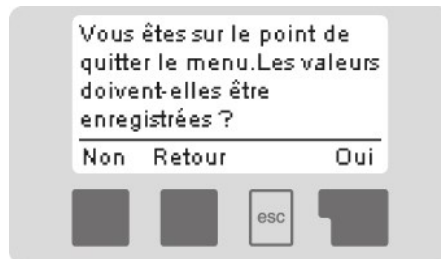 Vous êtes sur le point de
quitter le menu.Les valeurs
doivent-elles être
enregistrées ?
Non Retour Oui
esc